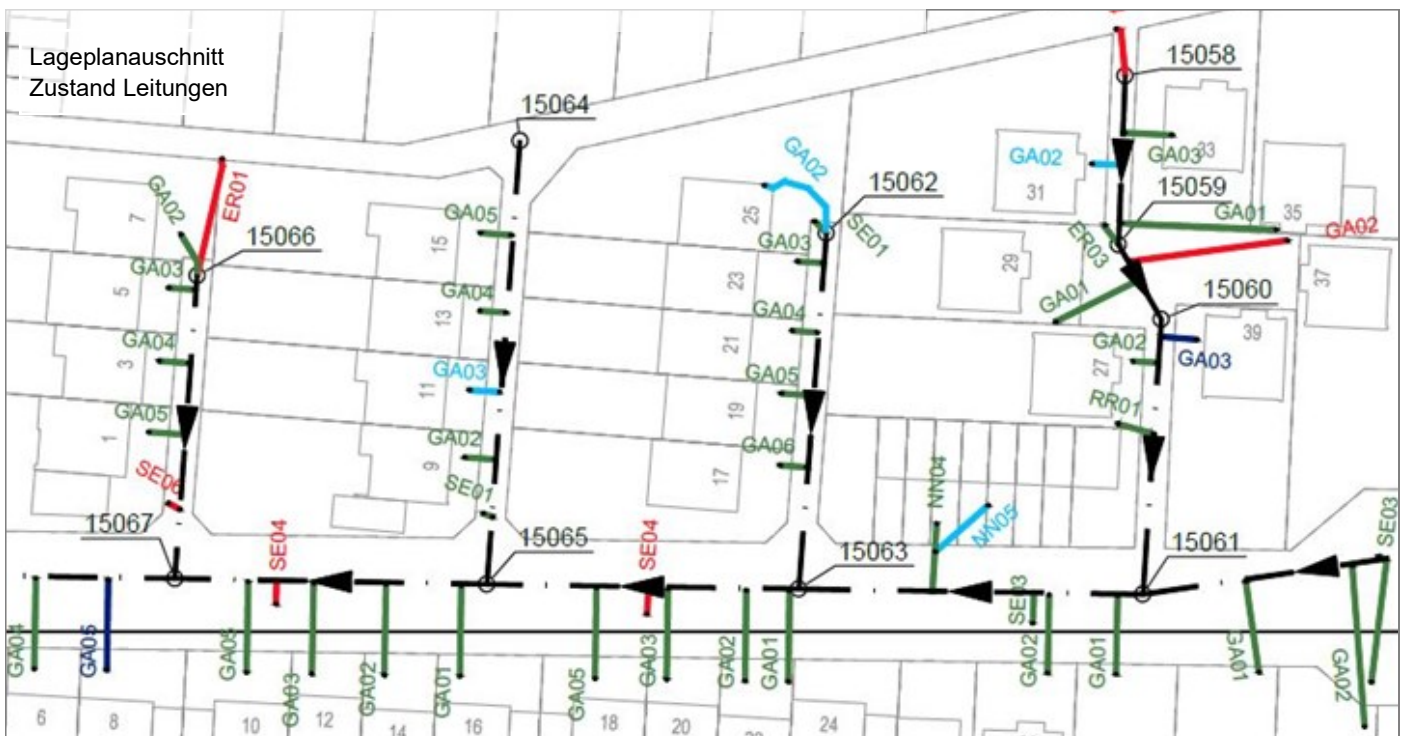 Lageplanauschnitt
Zustand Leitungen
15058
15064
GA02
GA03
33
GA02
31
15062
15059
GA02
ER01
7
15066
GA05
15
25
SE01
GA03
GA01
35
GA02
ER03
GA03
5
GA04
13
23
29
37
GA01
15060
GA04
3
GA03
11
GA04
21
GA02
27
39
GA03
GA05
1
GA02
9
GA05
19
RR01
GA06
17
SE06
SE01
NN04
NN05
15067
SE04
15065
SE04
15063
15061
SE03
SE03
GA04
GA05
GA05
GA03
GA02
GA01
GA05
GA03
GA02
GA01
GA02
GA01
GA01
GA02
6
8
10
12
14
16
18
20
24